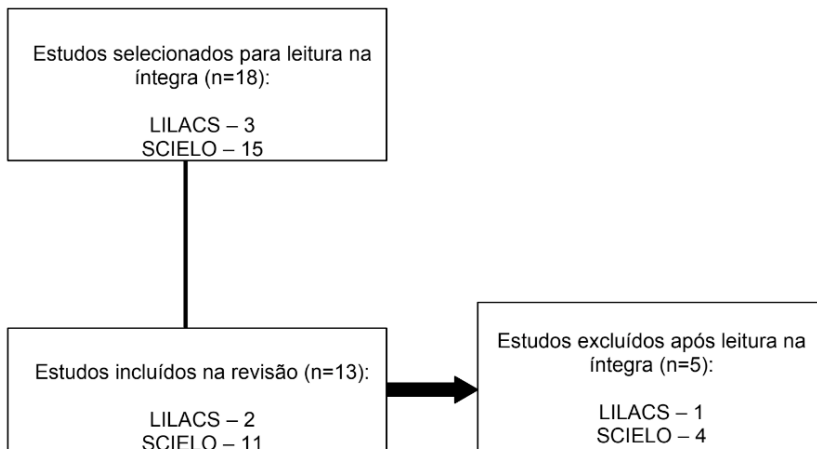 Estudos selecionados para leitura na
íntegra (n=18):
LILACS – 3
SCIELO – 15
Estudos incluídos na revisão (n=13):
LILACS – 2
SCIELO – 11
Estudos excluídos após leitura na
íntegra (n=5):
LILACS – 1
SCIELO – 4